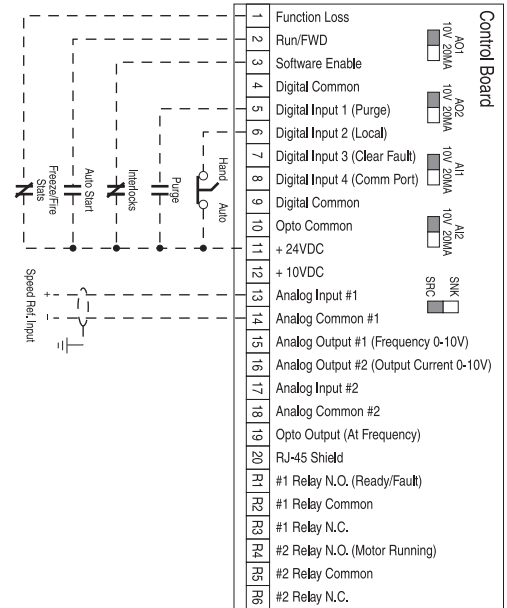 Control Board
AO1
10V 20MA
AO2
10V 20MA
AI1
10V 20MA
AI2
10V 20MA
SRC SNK
1 Function Loss
2 Run/FWD
3 Software Enable
4 Digital Common
5 Digital Input 1 (Purge)
6 Digital Input 2 (Local)
7 Digital Input 3 (Clear Fault)
8 Digital Input 4 (Comm Port)
9 Digital Common
10 Opto Common
11 + 24VDC
12 + 10VDC
13 Analog Input #1
14 Analog Common #1
15 Analog Output #1 (Frequency 0-10V)
16 Analog Output #2 (Output Current 0-10V)
17 Analog Input #2
18 Analog Common #2
19 Opto Output (At Frequency)
20 RJ-45 Shield
R1 #1 Relay N.O. (Ready/Fault)
R2 #1 Relay Common
R3 #1 Relay N.C.
R4 #2 Relay N.O. (Motor Running)
R5 #2 Relay Common
R6 #2 Relay N.C.
Freeze/Fire
Stats
Auto Start
Interlocks
Purge
Hand
Auto
Speed Ref. Input
+
−